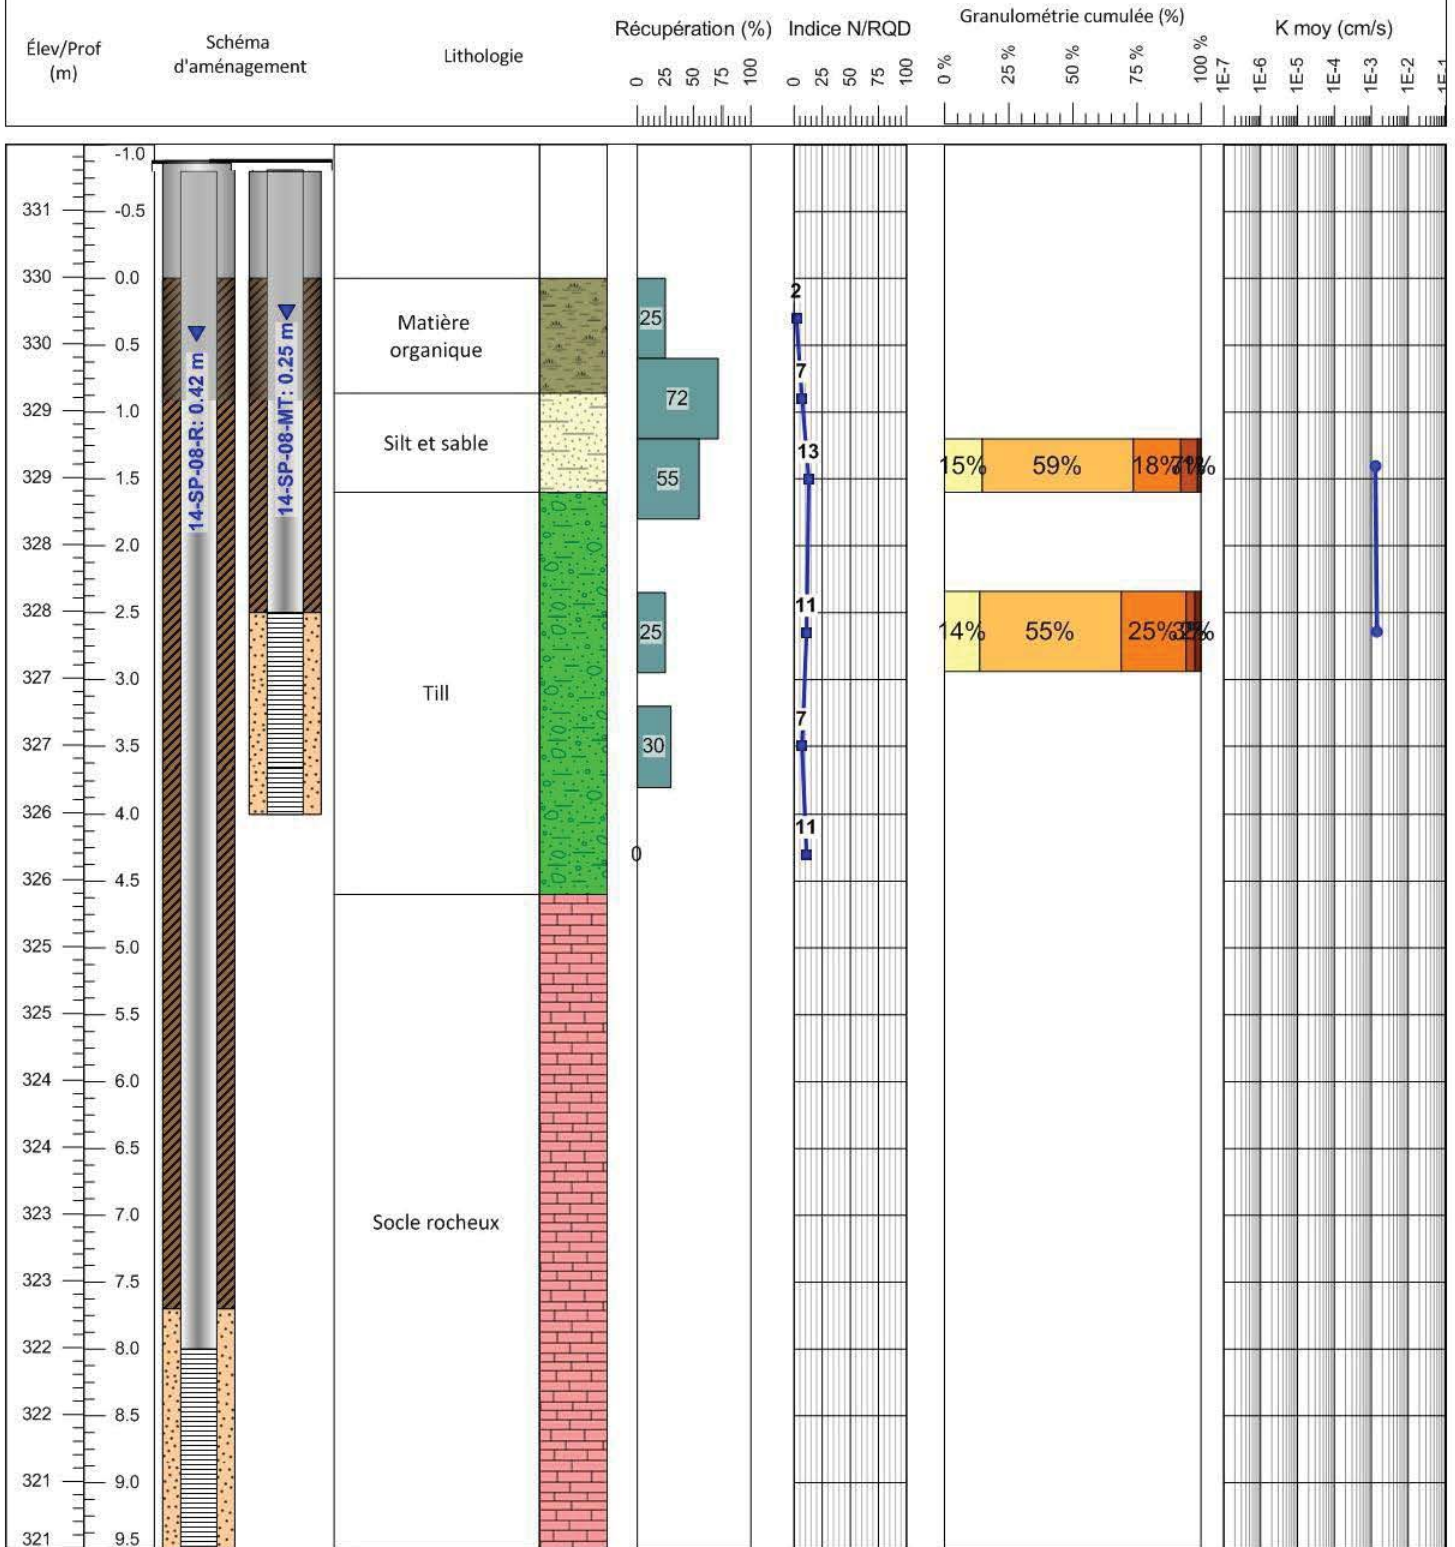 Élev/Prof
(m)
Schéma
d'aménagement
Lithologie
Récupération (%)
0 25 50 75 100
Indice N/RQD
0 25 50 75 100
Granulométrie cumulée (%)
0 % 25 % 50 % 75 % 100 %
K moy (cm/s)
1E-7 1E-6 1E-5 1E-4 1E-3 1E-2 1E-1
-1.0
331 -0.5
330 0.0
330 0.5
329 1.0
329 1.5
328 2.0
328 2.5
327 3.0
327 3.5
326 4.0
326 4.5
325 5.0
325 5.5
324 6.0
324 6.5
323 7.0
323 7.5
322 8.0
322 8.5
321 9.0
321 9.5
14-SP-08-R: 0.42 m
14-SP-08-MT: 0.25 m
Matière
organique
Silt et sable
Till
Socle rocheux
25
72
55
25
30
0
2
7
13
11
7
11
15% 59% 18% 7% 1%
14% 55% 25%